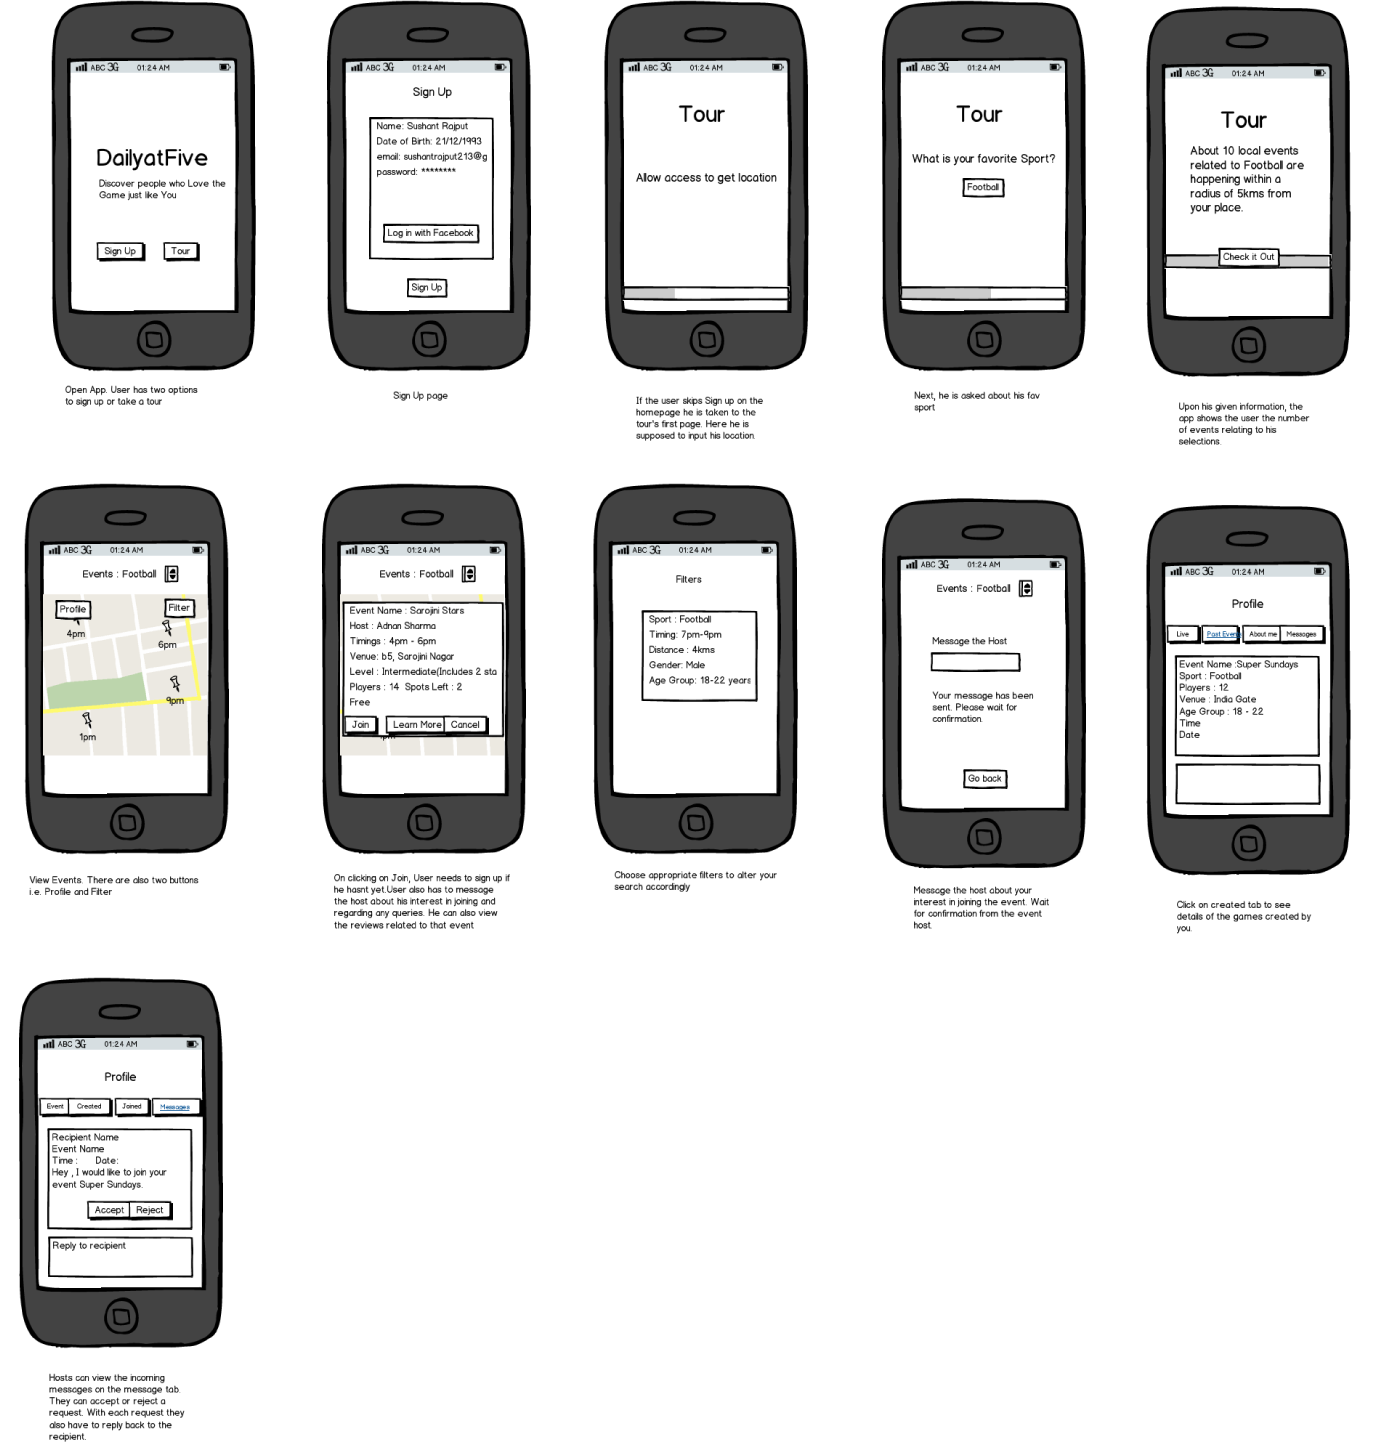 ABC 3G 01:24 AM
DailyatFive
Discover people who Love the
Game just like You
Sign Up Tour
Open App. User has two options
to sign up or take a tour
ABC 3G 01:24 AM
Sign Up
Name: Sushant Rajput
Date of Birth: 21/12/1993
email: sushantrajput213@g
password: ********
Log in with Facebook
Sign Up
Sign Up page
ABC 3G 01:24 AM
Tour
Allow access to get location
If the user skips Sign up on the
homepage he is taken to the
tour's first page. Here he is
supposed to input his location.
ABC 3G 01:24 AM
Tour
What is your favorite Sport?
Football
Next, he is asked about his fav
sport
ABC 3G 01:24 AM
Tour
About 10 local events
related to Football are
happening within a
radius of 5kms from
your place.
Check it Out
Upon his given information, the
app shows the user the number
of events relating to his
selections.
ABC 3G 01:24 AM
Events : Football
Profile Filter
4pm
6pm
9pm
1pm
View Events. There are also two buttons
i.e. Profile and Filter
ABC 3G 01:24 AM
Events : Football
Event Name : Sarojini Stars
Host : Adnan Sharma
Timings : 4pm - 6pm
Venue: b5, Sarojini Nagar
Level : Intermediate(Includes 2 sta
Players : 14 Spots Left : 2
Free
Join Learn More Cancel
On clicking on Join, User needs to sign up if
he hasnt yet.User also has to message
the host about his interest in joining and
regarding any queries. He can also view
the reviews related to that event
ABC 3G 01:24 AM
Filters
Sport : Football
Timing: 7pm-9pm
Distance : 4kms
Gender: Male
Age Group: 18-22 years
Choose appropriate filters to alter your
search accordingly
ABC 3G 01:24 AM
Events : Football
Message the Host
Your message has been
sent. Please wait for
confirmation.
Go back
Message the host about your
interest in joining the event. Wait
for confirmation from the event
host.
ABC 3G 01:24 AM
Profile
Live Past Even About me Messages
Event Name :Super Sundays
Sport : Football
Players : 12
Venue : India Gate
Age Group : 18 - 22
Time
Date
Click on created tab to see
details of the games created by
you.
ABC 3G 01:24 AM
Profile
Event Created Joined Messages
Recipient Name
Event Name
Time : Date:
Hey , I would like to join your
event Super Sundays.
Accept Reject
Reply to recipient
Hosts can view the incoming
messages on the message tab.
They can accept or reject a
request. With each request they
also have to reply back to the
recipient.